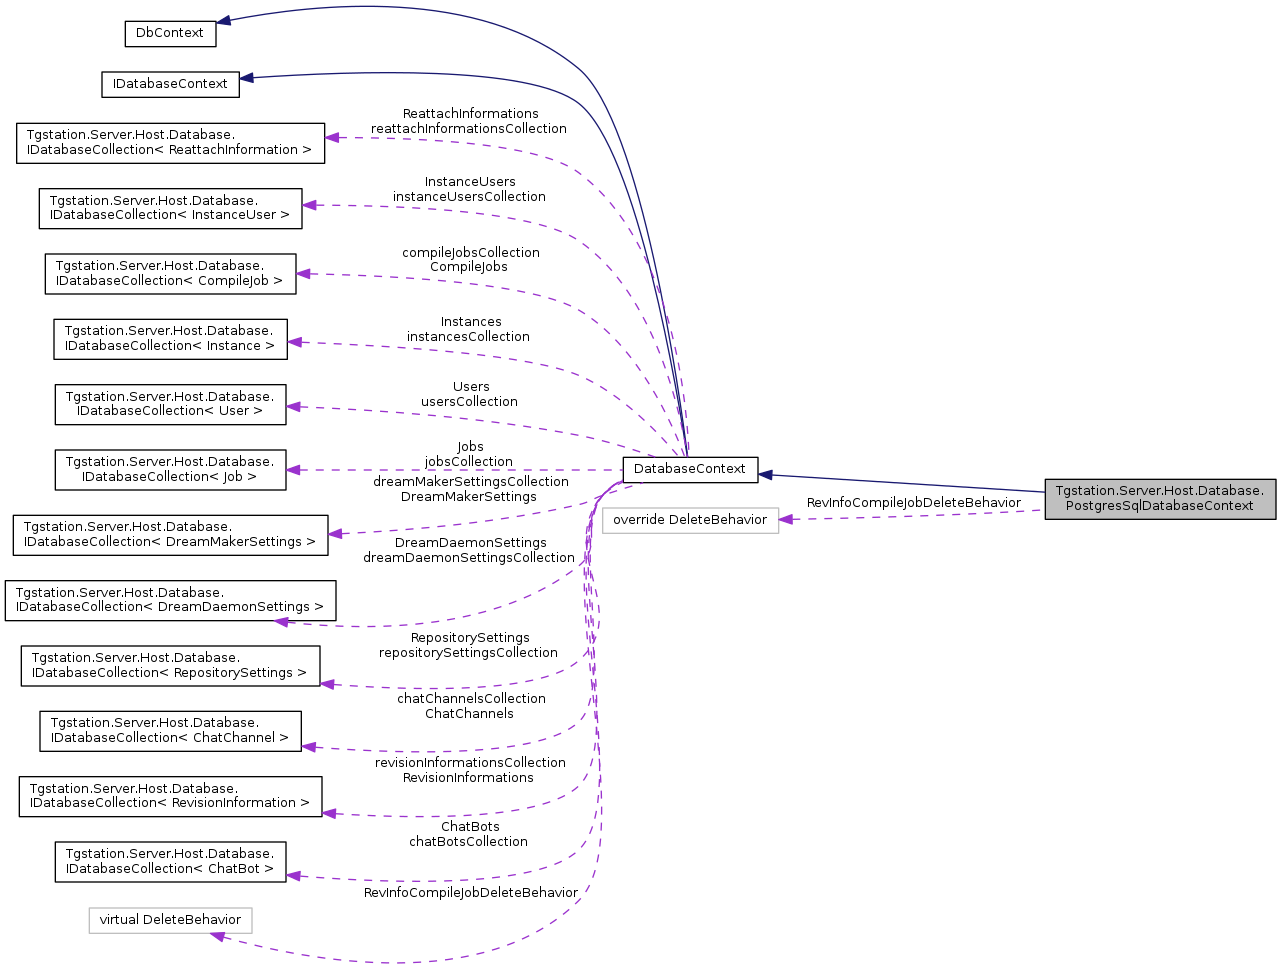 DbContext
IDatabaseContext
ReattachInformations
reattachInformationsCollection
Tgstation.Server.Host.Database.
IDatabaseCollection< ReattachInformation >
InstanceUsers
instanceUsersCollection
Tgstation.Server.Host.Database.
IDatabaseCollection< InstanceUser >
compileJobsCollection
CompileJobs
Tgstation.Server.Host.Database.
IDatabaseCollection< CompileJob >
Instances
instancesCollection
Tgstation.Server.Host.Database.
IDatabaseCollection< Instance >
Users
usersCollection
Tgstation.Server.Host.Database.
IDatabaseCollection< User >
Jobs
jobsCollection
Tgstation.Server.Host.Database.
IDatabaseCollection< Job >
DatabaseContext
dreamMakerSettingsCollection
DreamMakerSettings
RevInfoCompileJobDeleteBehavior
Tgstation.Server.Host.Database.
PostgresSqlDatabaseContext
override DeleteBehavior
Tgstation.Server.Host.Database.
IDatabaseCollection< DreamMakerSettings >
DreamDaemonSettings
dreamDaemonSettingsCollection
Tgstation.Server.Host.Database.
IDatabaseCollection< DreamDaemonSettings >
RepositorySettings
repositorySettingsCollection
Tgstation.Server.Host.Database.
IDatabaseCollection< RepositorySettings >
chatChannelsCollection
ChatChannels
Tgstation.Server.Host.Database.
IDatabaseCollection< ChatChannel >
revisionInformationsCollection
RevisionInformations
Tgstation.Server.Host.Database.
IDatabaseCollection< RevisionInformation >
ChatBots
chatBotsCollection
Tgstation.Server.Host.Database.
IDatabaseCollection< ChatBot >
RevInfoCompileJobDeleteBehavior
virtual DeleteBehavior